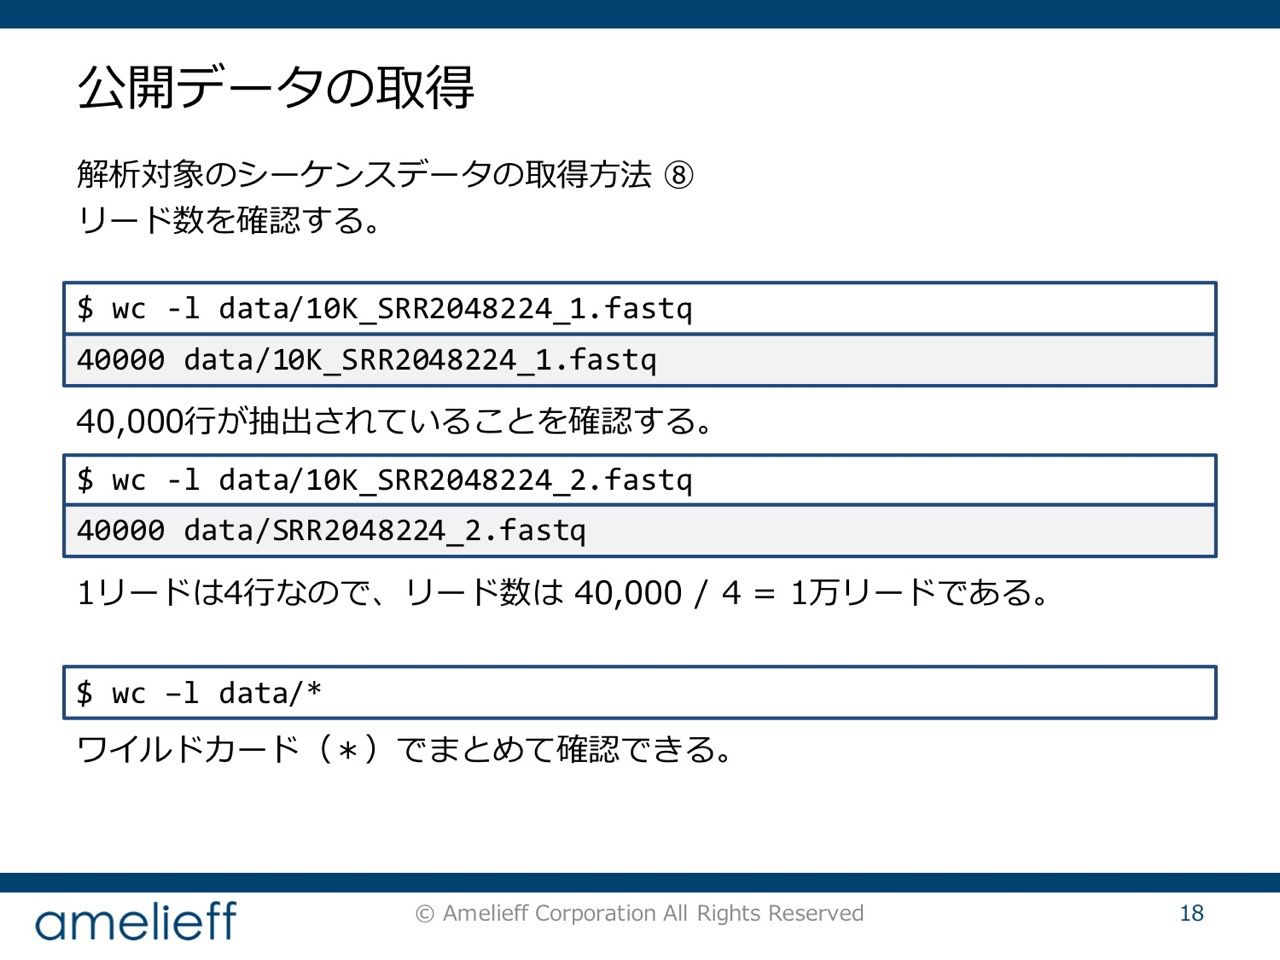 公開データの取得
解析対象のシーケンスデータの取得方法 ⑧
リード数を確認する。
$ wc -l data/10K_SRR2048224_1.fastq
40000 data/10K_SRR2048224_1.fastq
40,000行が抽出されていることを確認する。
$ wc -l data/10K_SRR2048224_2.fastq
40000 data/SRR2048224_2.fastq
1リードは4行なので、リード数は 40,000 / 4 = 1万リードである。
$ wc –l data/*
ワイルドカード（＊）でまとめて確認できる。
amelieff
© Amelieff Corporation All Rights Reserved
18